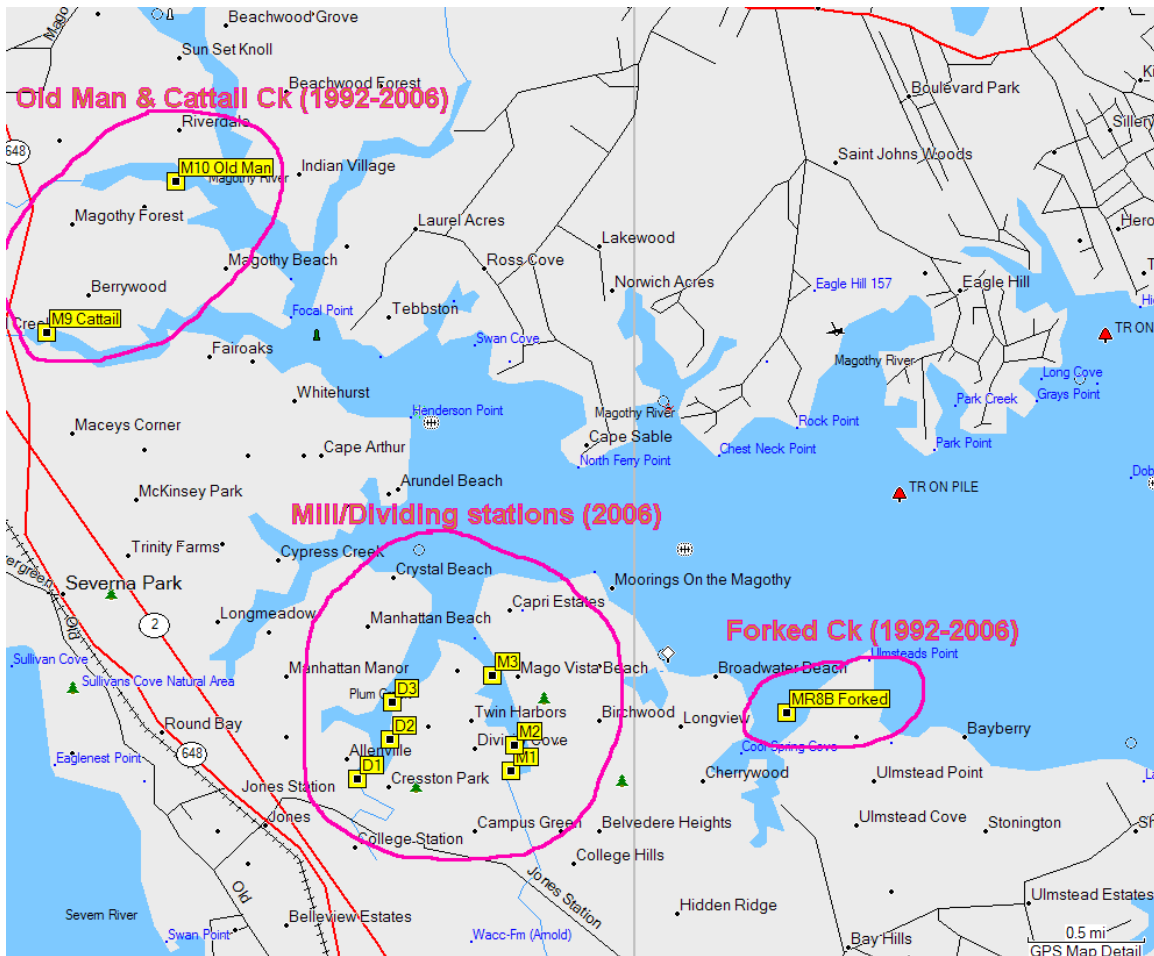 Beachwood Grove
Mago
Sun Set Knoll
Beachwood Forest
Boulevard Park
Old Man & Cattail Ck (1992-2006)
Riverdale
Sillery
648
Saint Johns Woods
M10 Old Man
Indian Village
Magothy River
Magothy Forest
Laurel Acres
Hero
Lakewood
Magothy Beach
Ross Cove
Berrywood
Norwich Acres
Eagle Hill 157
Eagle Hill
Tebbston
Focal Point
M9 Cattail
Creek
Swan Cove
TR ON
Fairoaks
Magothy River
Long Cove
Whitehurst
Grays Point
Park Creek
Henderson Point
Magothy River
Rock Point
Maceys Corner
Cape Arthur
Cape Sable
Chest Neck Point
Park Point
North Ferry Point
Dob
Arundel Beach
TR ON PILE
McKinsey Park
Mill/Dividing stations (2006)
Trinity Farms
Cypress Creek
Crystal Beach
Moorings On the Magothy
Severna Park
Capri Estates
Longmeadow
Manhattan Beach
2
Forked Ck (1992-2006)
Sullivan Cove
Ulmsteads Point
Manhattan Manor
M3
Mago Vista Beach
Broadwater Beach
Sullivans Cove Natural Area
D3
MR8B Forked
Round Bay
Twin Harbors
Birchwood
Longview
Bayberry
D2
M2
648
Allenville
Cool Spring Cove
Eaglenest Point
D1
M1
Cresston Park
Cherrywood
Ulmstead Point
Jones Station
Jones
Campus Green
Belvedere Heights
Ulmstead Cove
Stonington
College Station
College Hills
Jones Station
Old
Ulmstead Estates
Severn River
Belleview Estates
Hidden Ridge
Swan Point
Wacc-Fm (Arnold)
Bay Hills
0.5 mi
GPS Map Detail